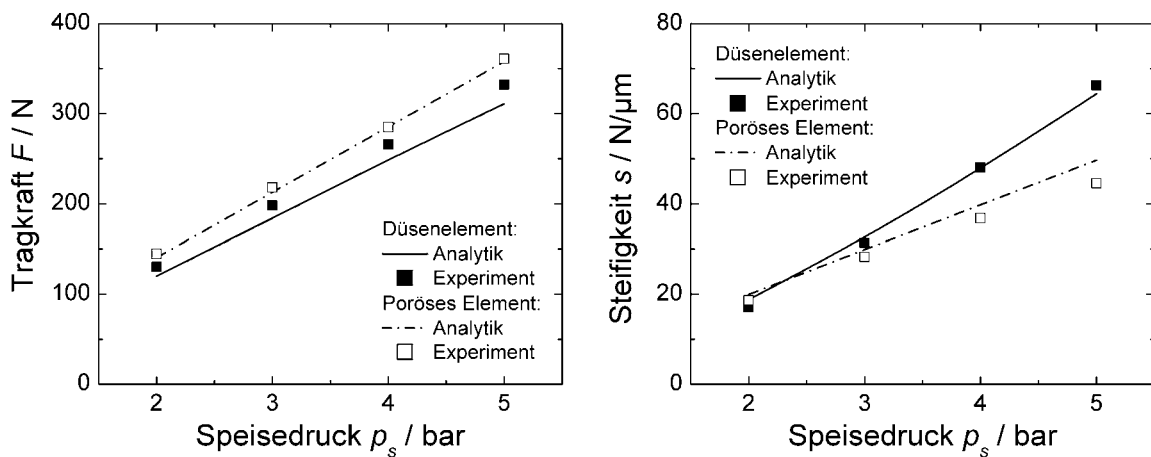 400
300
200
100
0
Tragkraft F / N
Düsenelement:
Analytik
Experiment
Poröses Element:
Analytik
Experiment
2 3 4 5
Speisedruck pₛ / bar
80
60
40
20
0
Steifigkeit s / N/µm
Düsenelement:
Analytik
Experiment
Poröses Element:
Analytik
Experiment
2 3 4 5
Speisedruck pₛ / bar